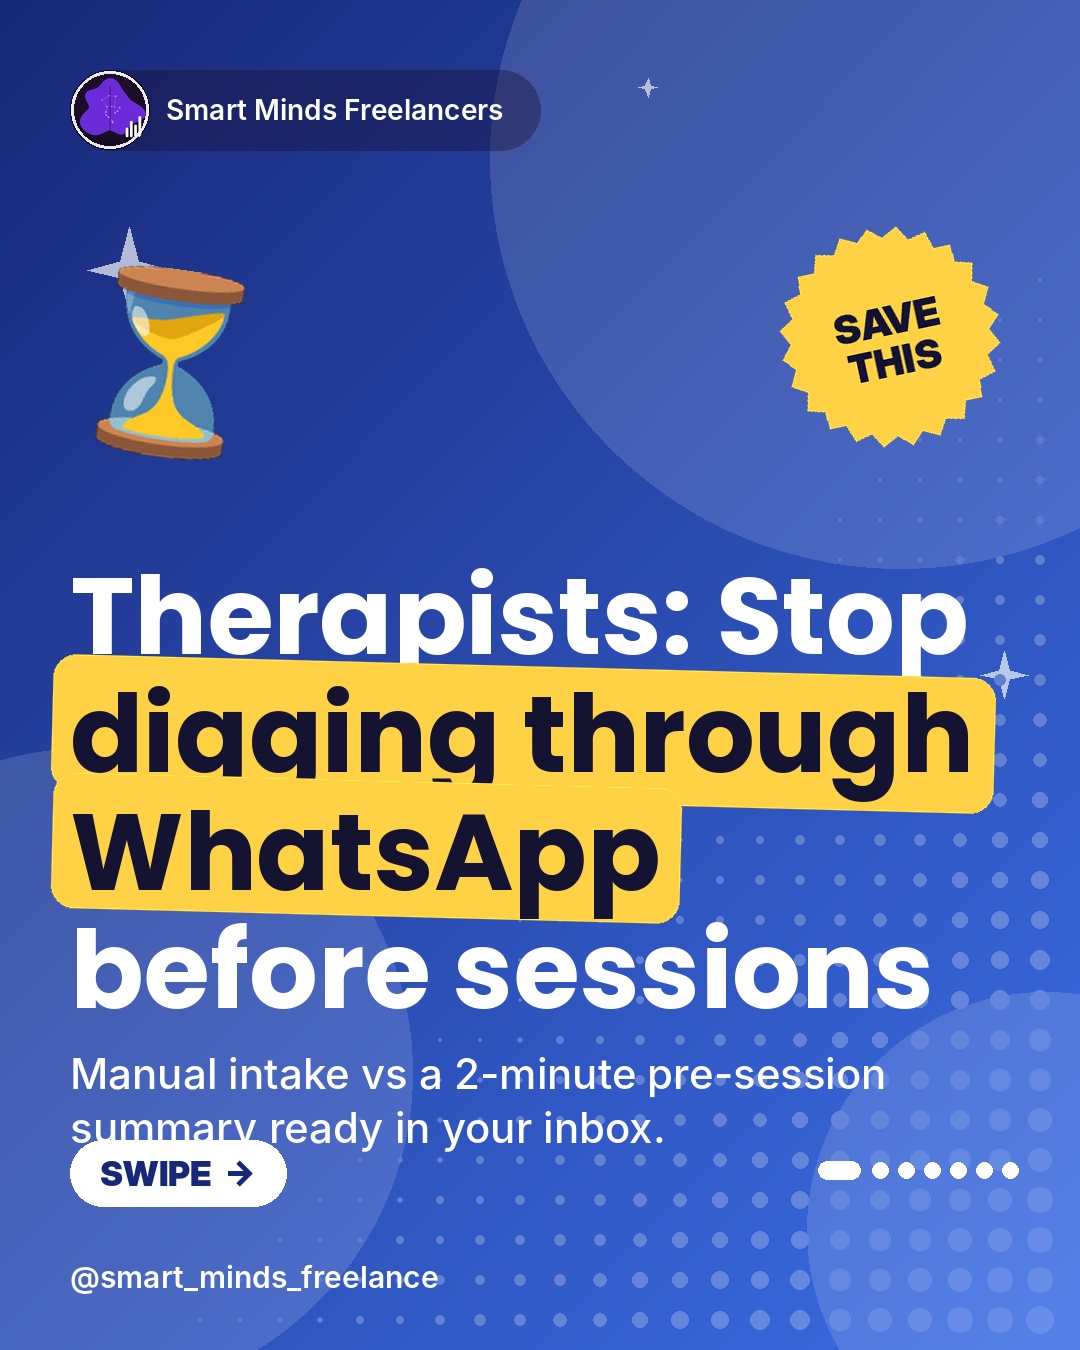 Smart Minds Freelancers
SAVE
THIS
Therapists: Stop
digging through
WhatsApp
before sessions
Manual intake vs a 2-minute pre-session
summary ready in your inbox.
SWIPE →
@smart_minds_freelance